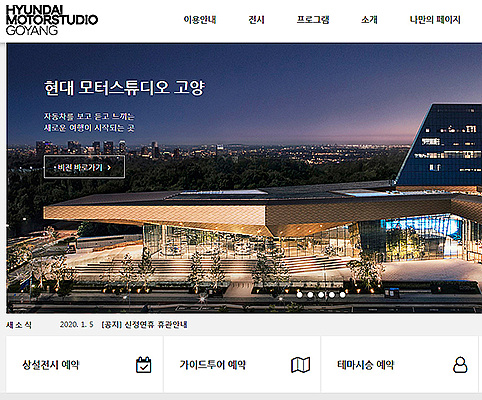 HYUNDAI
MOTORSTUDIO
GOYANG
이용안내 전시 프로그램 소개 나만의 페이지
현대 모터스튜디오 고양
자동차를 보고 듣고 느끼는
새로운 여행이 시작되는 곳
비전 바로가기 >
새소식 2020. 1. 5 [공지] 신정연휴 휴관안내
상설전시 예약 가이드투어 예약 테마시승 예약